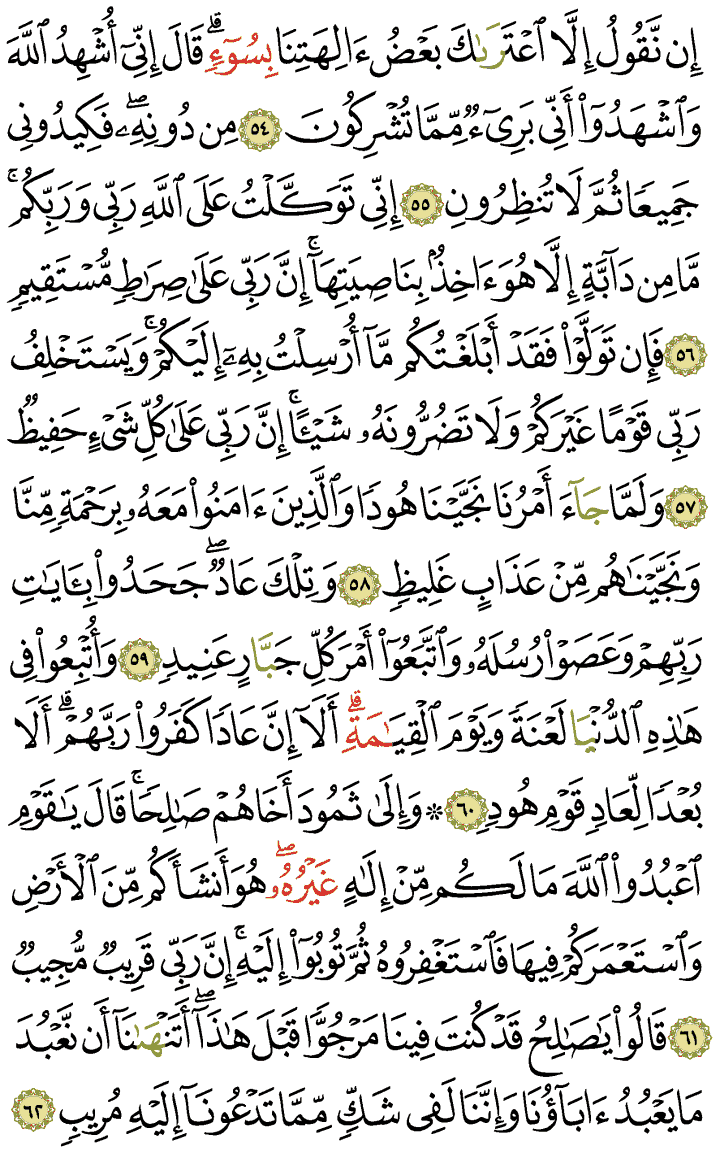 إِن نَّقُولُ إِلَّا ٱعۡتَرَىٰكَ بَعۡضُ ءَالِهَتِنَا بِسُوٓءٖۗ قَالَ إِنِّيٓ أُشۡهِدُ ٱللَّهَ
وَٱشۡهَدُوٓاْ أَنِّي بَرِيٓءٞ مِّمَّا تُشۡرِكُونَ ٥٤ مِن دُونِهِۦۖ فَكِيدُونِي
جَمِيعٗا ثُمَّ لَا تُنظِرُونِ ٥٥ إِنِّي تَوَكَّلۡتُ عَلَى ٱللَّهِ رَبِّي وَرَبِّكُمۚ
مَّا مِن دَآبَّةٍ إِلَّا هُوَ ءَاخِذُۢ بِنَاصِيَتِهَآۚ إِنَّ رَبِّي عَلَىٰ صِرَٰطٖ مُّسۡتَقِيمٖ
٥٦ فَإِن تَوَلَّوۡاْ فَقَدۡ أَبۡلَغۡتُكُم مَّآ أُرۡسِلۡتُ بِهِۦٓ إِلَيۡكُمۡۚ وَيَسۡتَخۡلِفُ
رَبِّي قَوۡمًا غَيۡرَكُمۡ وَلَا تَضُرُّونَهُۥ شَيۡـًٔاۚ إِنَّ رَبِّي عَلَىٰ كُلِّ شَيۡءٍ حَفِيظٞ
٥٧ وَلَمَّا جَآءَ أَمۡرُنَا نَجَّيۡنَا هُودٗا وَٱلَّذِينَ ءَامَنُواْ مَعَهُۥ بِرَحۡمَةٖ مِّنَّا
وَنَجَّيۡنَٰهُم مِّنۡ عَذَابٍ غَلِيظٖ ٥٨ وَتِلۡكَ عَادٞۖ جَحَدُواْ بِـَٔايَٰتِ
رَبِّهِمۡ وَعَصَوۡاْ رُسُلَهُۥ وَٱتَّبَعُوٓاْ أَمۡرَ كُلِّ جَبَّارٍ عَنِيدٖ ٥٩ وَأُتۡبِعُواْ فِي
هَٰذِهِ ٱلدُّنۡيَا لَعۡنَةٗ وَيَوۡمَ ٱلۡقِيَٰمَةِۗ أَلَآ إِنَّ عَادٗا كَفَرُواْ رَبَّهُمۡۗ أَلَا
بُعۡدٗا لِّعَادٖ قَوۡمِ هُودٖ ٦٠ ۞ وَإِلَىٰ ثَمُودَ أَخَاهُمۡ صَٰلِحٗاۚ قَالَ يَٰقَوۡمِ
ٱعۡبُدُواْ ٱللَّهَ مَا لَكُم مِّنۡ إِلَٰهٍ غَيۡرُهُۥۖ هُوَ أَنشَأَكُم مِّنَ ٱلۡأَرۡضِ
وَٱسۡتَعۡمَرَكُمۡ فِيهَا فَٱسۡتَغۡفِرُوهُ ثُمَّ تُوبُوٓاْ إِلَيۡهِۚ إِنَّ رَبِّي قَرِيبٞ مُّجِيبٞ
٦١ قَالُواْ يَٰصَٰلِحُ قَدۡ كُنتَ فِينَا مَرۡجُوّٗا قَبۡلَ هَٰذَآۖ أَتَنۡهَىٰنَآ أَن نَّعۡبُدَ
مَا يَعۡبُدُ ءَابَآؤُنَا وَإِنَّنَا لَفِي شَكّٖ مِّمَّا تَدۡعُونَآ إِلَيۡهِ مُرِيبٖ ٦٢